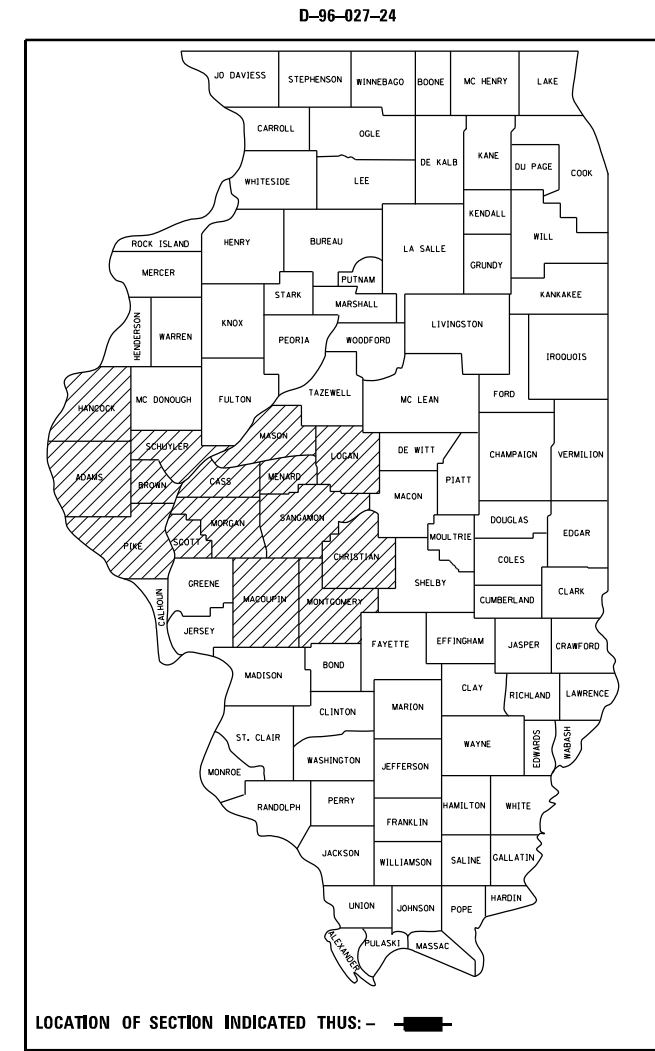 D-96-027-24
JO DAVIESS
STEPHENSON
WINNEBAGO
BOONE
MC HENRY
LAKE
CARROLL
OGLE
DE KALB
KANE
DU PAGE
COOK
WHITESIDE
LEE
KENDALL
WILL
ROCK ISLAND
HENRY
BUREAU
LA SALLE
GRUNDY
MERCER
PUTNAM
STARK
MARSHALL
KANKAKEE
HENDERSON
WARREN
KNOX
PEORIA
WOODFORD
LIVINGSTON
IROQUOIS
HANCOCK
MC DONOUGH
FULTON
TAZEWELL
MC LEAN
FORD
SCHUYLER
MASON
LOGAN
DE WITT
CHAMPAIGN
VERMILION
ADAMS
BROWN
CASS
MENARD
PIATT
MACON
PIKE
SCOTT
MORGAN
SANGAMON
CHRISTIAN
MOULTRIE
DOUGLAS
EDGAR
COLES
CALHOUN
GREENE
MACOUPIN
MONTGOMERY
SHELBY
CUMBERLAND
CLARK
JERSEY
FAYETTE
EFFINGHAM
JASPER
CRAWFORD
MADISON
BOND
CLAY
RICHLAND
LAWRENCE
CLINTON
MARION
ST. CLAIR
WAYNE
EDWARDS
WABASH
MONROE
WASHINGTON
JEFFERSON
RANDOLPH
PERRY
HAMILTON
WHITE
FRANKLIN
JACKSON
WILLIAMSON
SALINE
GALLATIN
UNION
JOHNSON
POPE
HARDIN
ALEXANDER
PULASKI
MASSAC
LOCATION OF SECTION INDICATED THUS: -